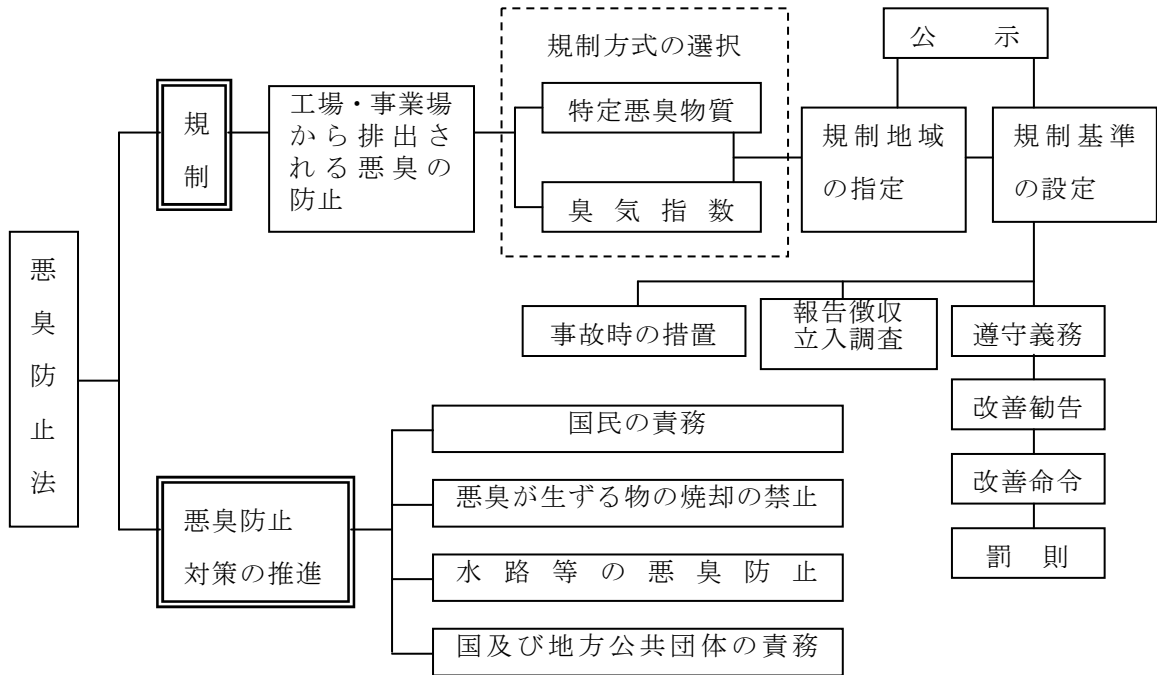 悪臭防止法
規制
工場・事業場
から排出さ
れる悪臭の
防止
規制方式の選択
特定悪臭物質
臭気指数
公示
規制地域
の指定
規制基準
の設定
事故時の措置
報告徴収
立入調査
遵守義務
改善勧告
改善命令
罰則
悪臭防止
対策の推進
国民の責務
悪臭が生ずる物の焼却の禁止
水路等の悪臭防止
国及び地方公共団体の責務